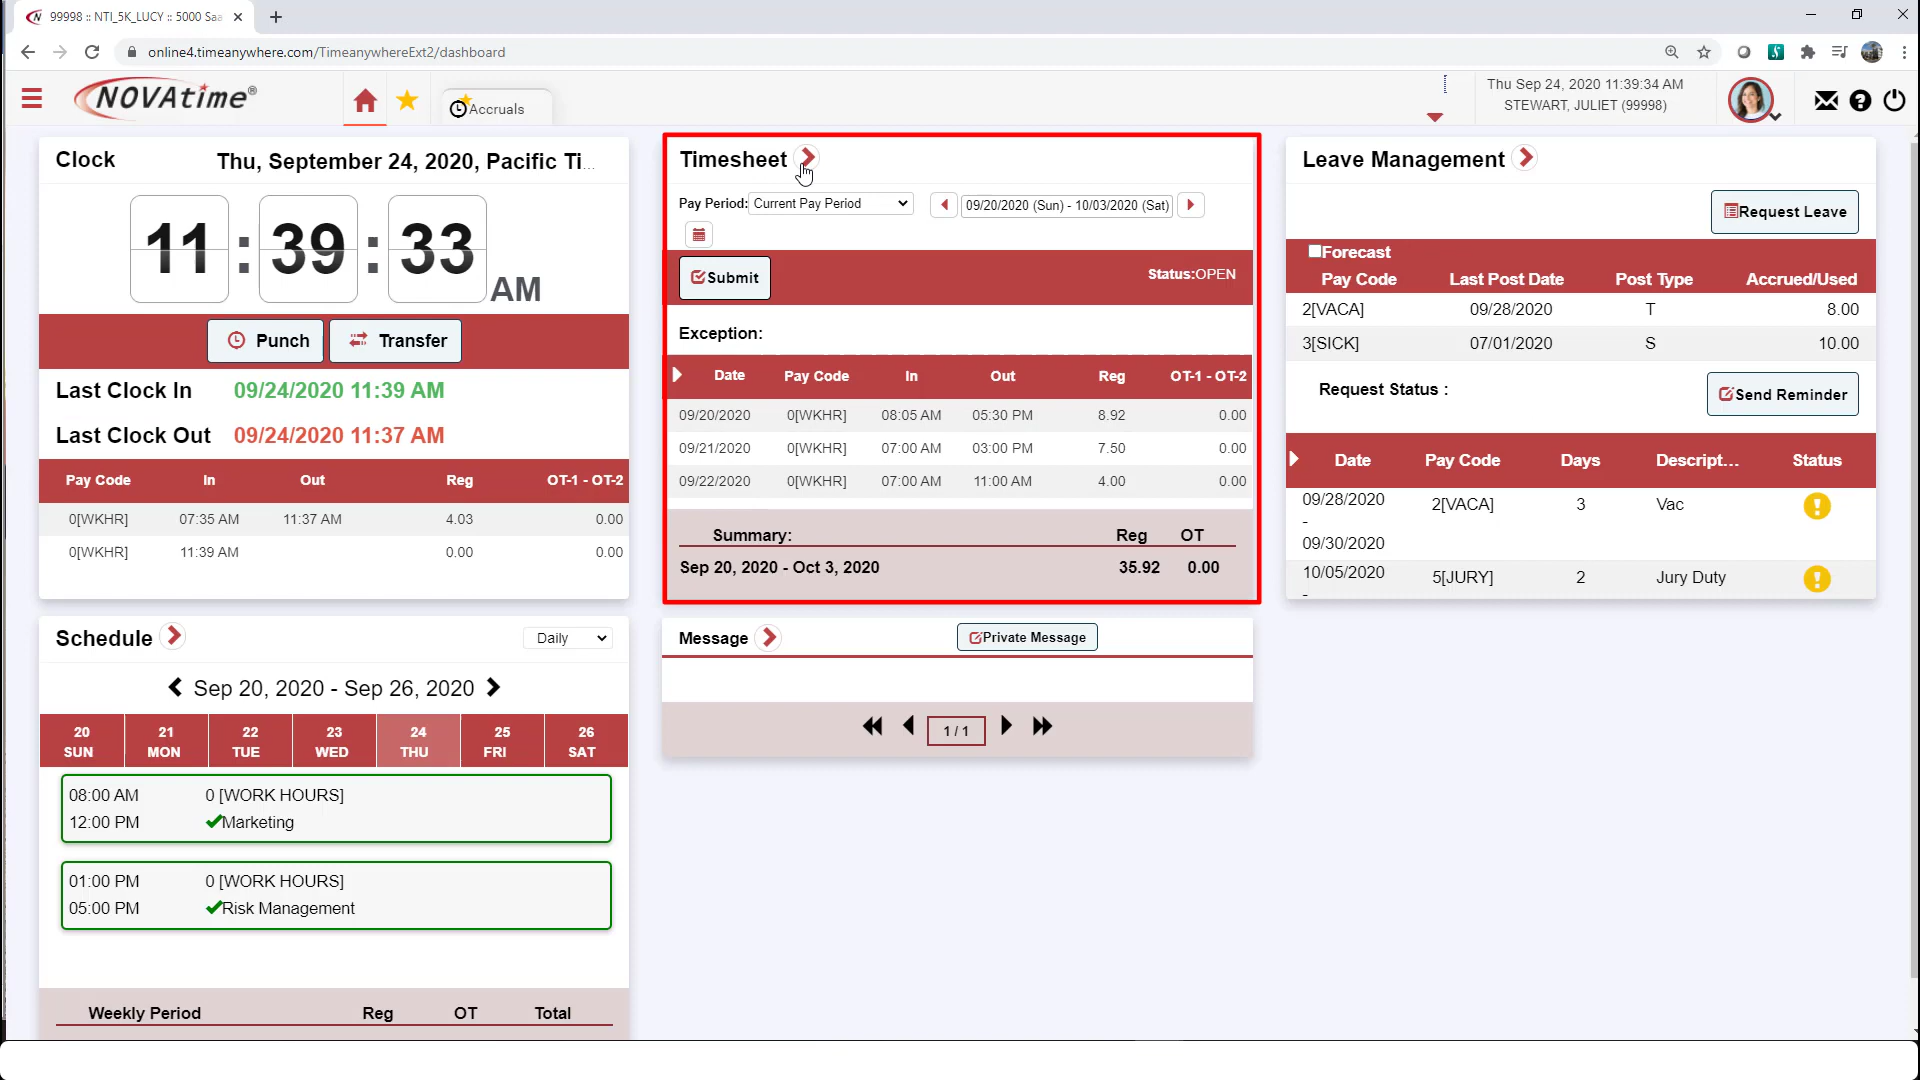 99998 :: NTI_5K_LUCY :: 5000 Saa
online4.timeanywhere.com/TimeanywhereExt2/dashboard
NOVAtime®
Accruals
Thu Sep 24, 2020 11:39:34 AM
STEWART, JULIET (99998)
Clock
Thu, September 24, 2020, Pacific Ti...
11 : 39 : 33 AM
Punch
Transfer
Last Clock In 09/24/2020 11:39 AM
Last Clock Out 09/24/2020 11:37 AM
Pay Code In Out Reg OT-1 - OT-2
0[WKHR] 07:35 AM 11:37 AM 4.03 0.00
0[WKHR] 11:39 AM 0.00 0.00
Schedule
Daily
Sep 20, 2020 - Sep 26, 2020
20 21 22 23 24 25 26
SUN MON TUE WED THU FRI SAT
08:00 AM 0 [WORK HOURS]
12:00 PM Marketing
01:00 PM 0 [WORK HOURS]
05:00 PM Risk Management
Weekly Period Reg OT Total
Timesheet
Pay Period: Current Pay Period 09/20/2020 (Sun) - 10/03/2020 (Sat)
Submit
Status:OPEN
Exception:
Date Pay Code In Out Reg OT-1 - OT-2
09/20/2020 0[WKHR] 08:05 AM 05:30 PM 8.92 0.00
09/21/2020 0[WKHR] 07:00 AM 03:00 PM 7.50 0.00
09/22/2020 0[WKHR] 07:00 AM 11:00 AM 4.00 0.00
Summary: Reg OT
Sep 20, 2020 - Oct 3, 2020 35.92 0.00
Message
Private Message
1 / 1
Leave Management
Request Leave
Forecast
Pay Code Last Post Date Post Type Accrued/Used
2[VACA] 09/28/2020 T 8.00
3[SICK] 07/01/2020 S 10.00
Request Status :
Send Reminder
Date Pay Code Days Descript... Status
09/28/2020 2[VACA] 3 Vac
-
09/30/2020
10/05/2020 5[JURY] 2 Jury Duty
-